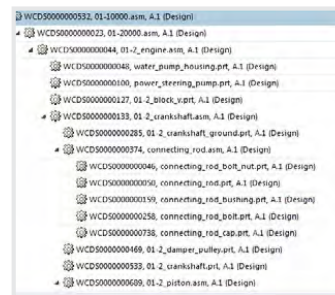 WCDS0000000532, 01-10000.asm, A.1 (Design)
WCDS0000000023, 01-20000.asm, A.1 (Design)
WCDS0000000044, 01-2_engine.asm, A.1 (Design)
WCDS0000000048, water_pump_housing.prt, A.1 (Design)
WCDS0000000100, power_steering_pump.prt, A.1 (Design)
WCDS0000000127, 01-2_block_v.prt, A.1 (Design)
WCDS0000000133, 01-2_crankshaft.asm, A.1 (Design)
WCDS0000000285, 01-2_crankshaft_ground.prt, A.1 (Design)
WCDS0000000374, connecting_rod.asm, A.1 (Design)
WCDS0000000046, connecting_rod_bolt_nut.prt, A.1 (Design)
WCDS0000000050, connecting_rod.prt, A.1 (Design)
WCDS0000000159, connecting_rod_bushing.prt, A.1 (Design)
WCDS0000000258, connecting_rod_bolt.prt, A.1 (Design)
WCDS0000000738, connecting_rod_cap.prt, A.1 (Design)
WCDS0000000469, 01-2_damper_pulley.prt, A.1 (Design)
WCDS0000000533, 01-2_crankshaft.prt, A.1 (Design)
WCDS0000000689, 01-2_piston.asm, A.1 (Design)